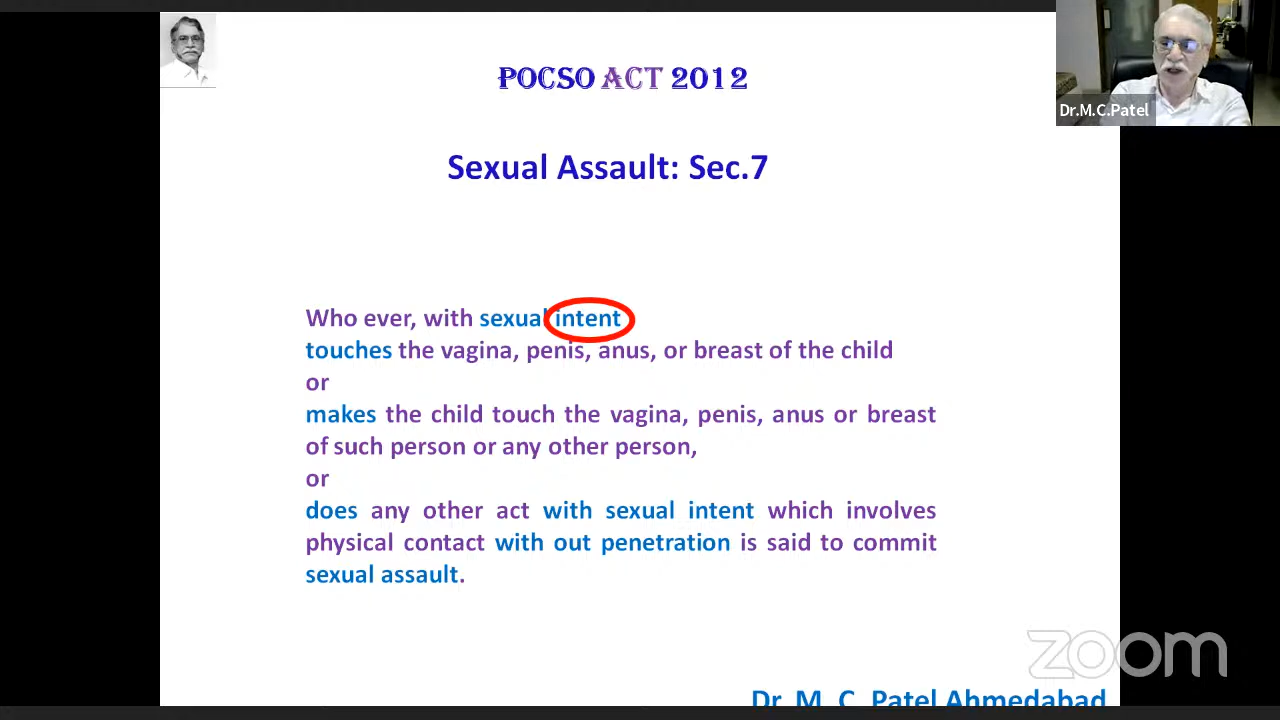 POCSO ACT 2012
Dr.M.C.Patel
Sexual Assault: Sec.7
Who ever, with sexual intent
touches the vagina, penis, anus, or breast of the child
or
makes the child touch the vagina, penis, anus or breast
of such person or any other person,
or
does any other act with sexual intent which involves
physical contact with out penetration is said to commit
sexual assault.
zoom
Dr. M. C. Patel Ahmedabad